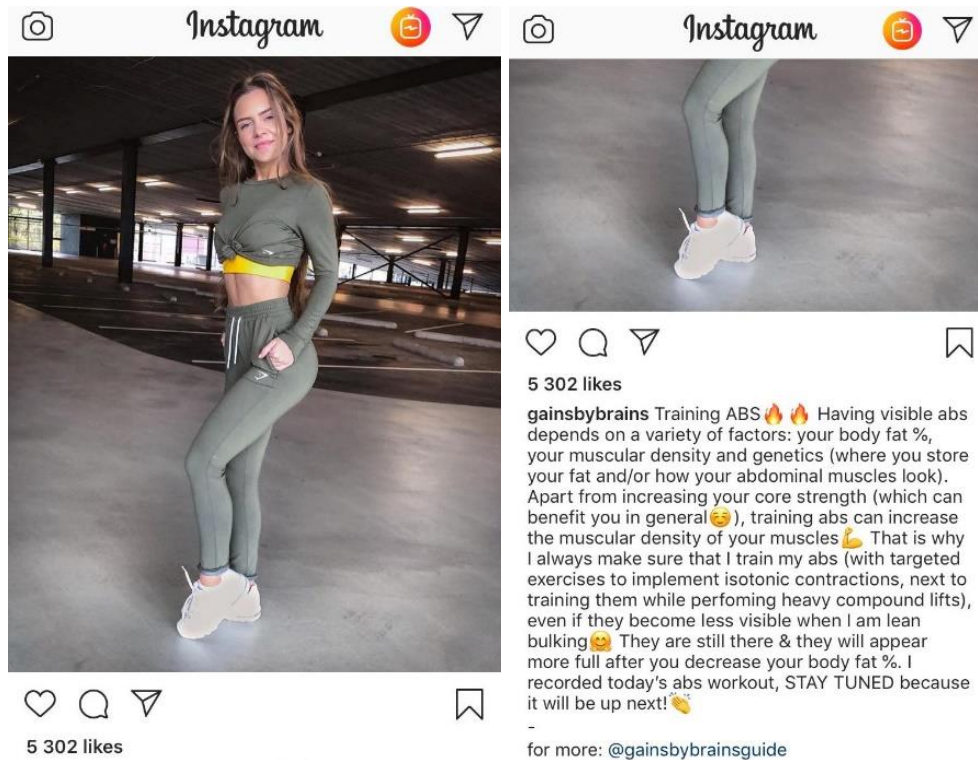 Instagram
5 302 likes
Instagram
5 302 likes
gainsbybrains Training ABS🔥 🔥 Having visible abs
depends on a variety of factors: your body fat %,
your muscular density and genetics (where you store
your fat and/or how your abdominal muscles look).
Apart from increasing your core strength (which can
benefit you in general☺️), training abs can increase
the muscular density of your muscles💪 That is why
I always make sure that I train my abs (with targeted
exercises to implement isotonic contractions, next to
training them while perfoming heavy compound lifts),
even if they become less visible when I am lean
bulking🤗 They are still there & they will appear
more full after you decrease your body fat %. I
recorded today's abs workout, STAY TUNED because
it will be up next!👏
-
for more: @gainsbybrainsguide